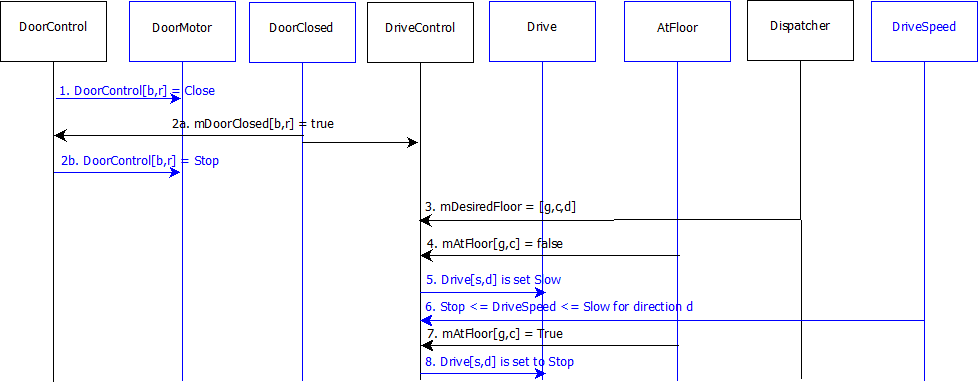 DoorControl
DoorMotor
DoorClosed
DriveControl
Drive
AtFloor
Dispatcher
DriveSpeed
1. DoorControl[b,r] = Close
2a. mDoorClosed[b,r] = true
2b. DoorControl[b,r] = Stop
3. mDesiredFloor = [g,c,d]
4. mAtFloor[g,c] = false
5. Drive[s,d] is set Slow
6. Stop <= DriveSpeed <= Slow for direction d
7. mAtFloor[g,c] = True
8. Drive[s,d] is set to Stop